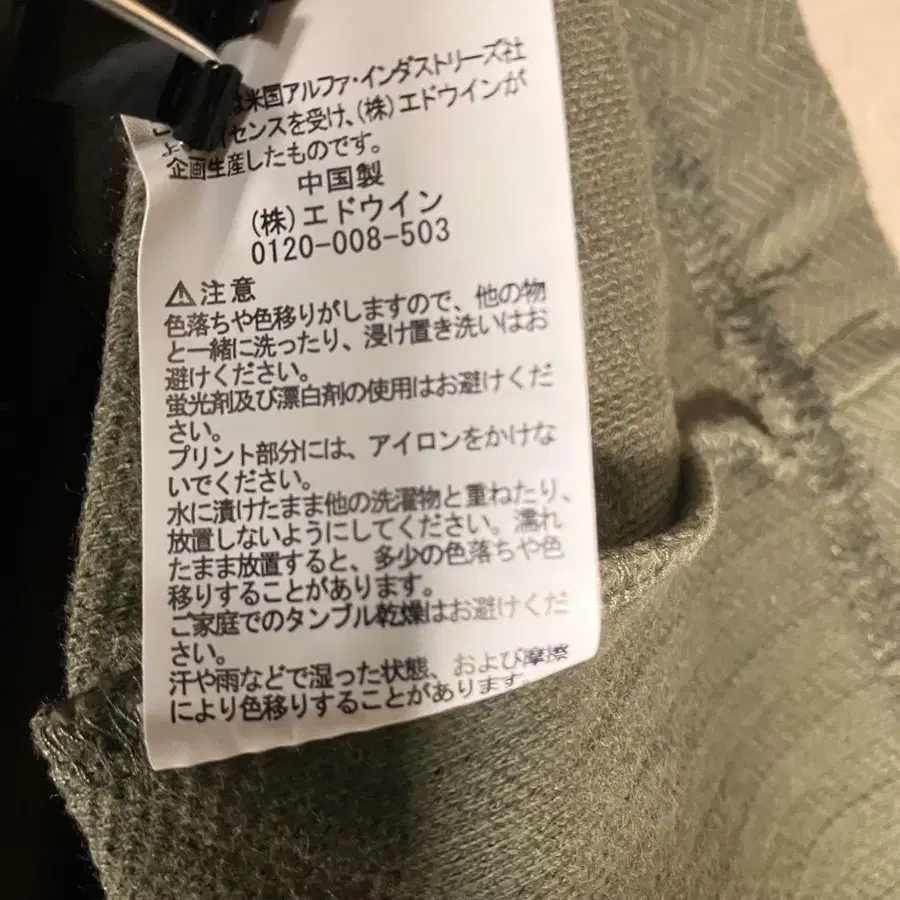 は米国アルファ・インダストリーズ社
イセンスを受け、(株)エドウインが
企画生産したものです。
中国製
(株)エドウイン
0120-008-503
⚠注意
色落ちや色移りがしますので、他の物
と一緒に洗ったり、浸け置き洗いはお
避けください。
蛍光剤及び漂白剤の使用はお避けくだ
さい。
プリント部分には、アイロンをかけな
いでください。
水に漬けたまま他の洗濯物と重ねたり、
放置しないようにしてください。濡れ
たまま放置すると、多少の色落ちや色
移りすることがあります。
ご家庭でのタンブル乾燥はお避けくだ
さい。
汗や雨などで湿った状態、および摩擦
により色移りすることがあります